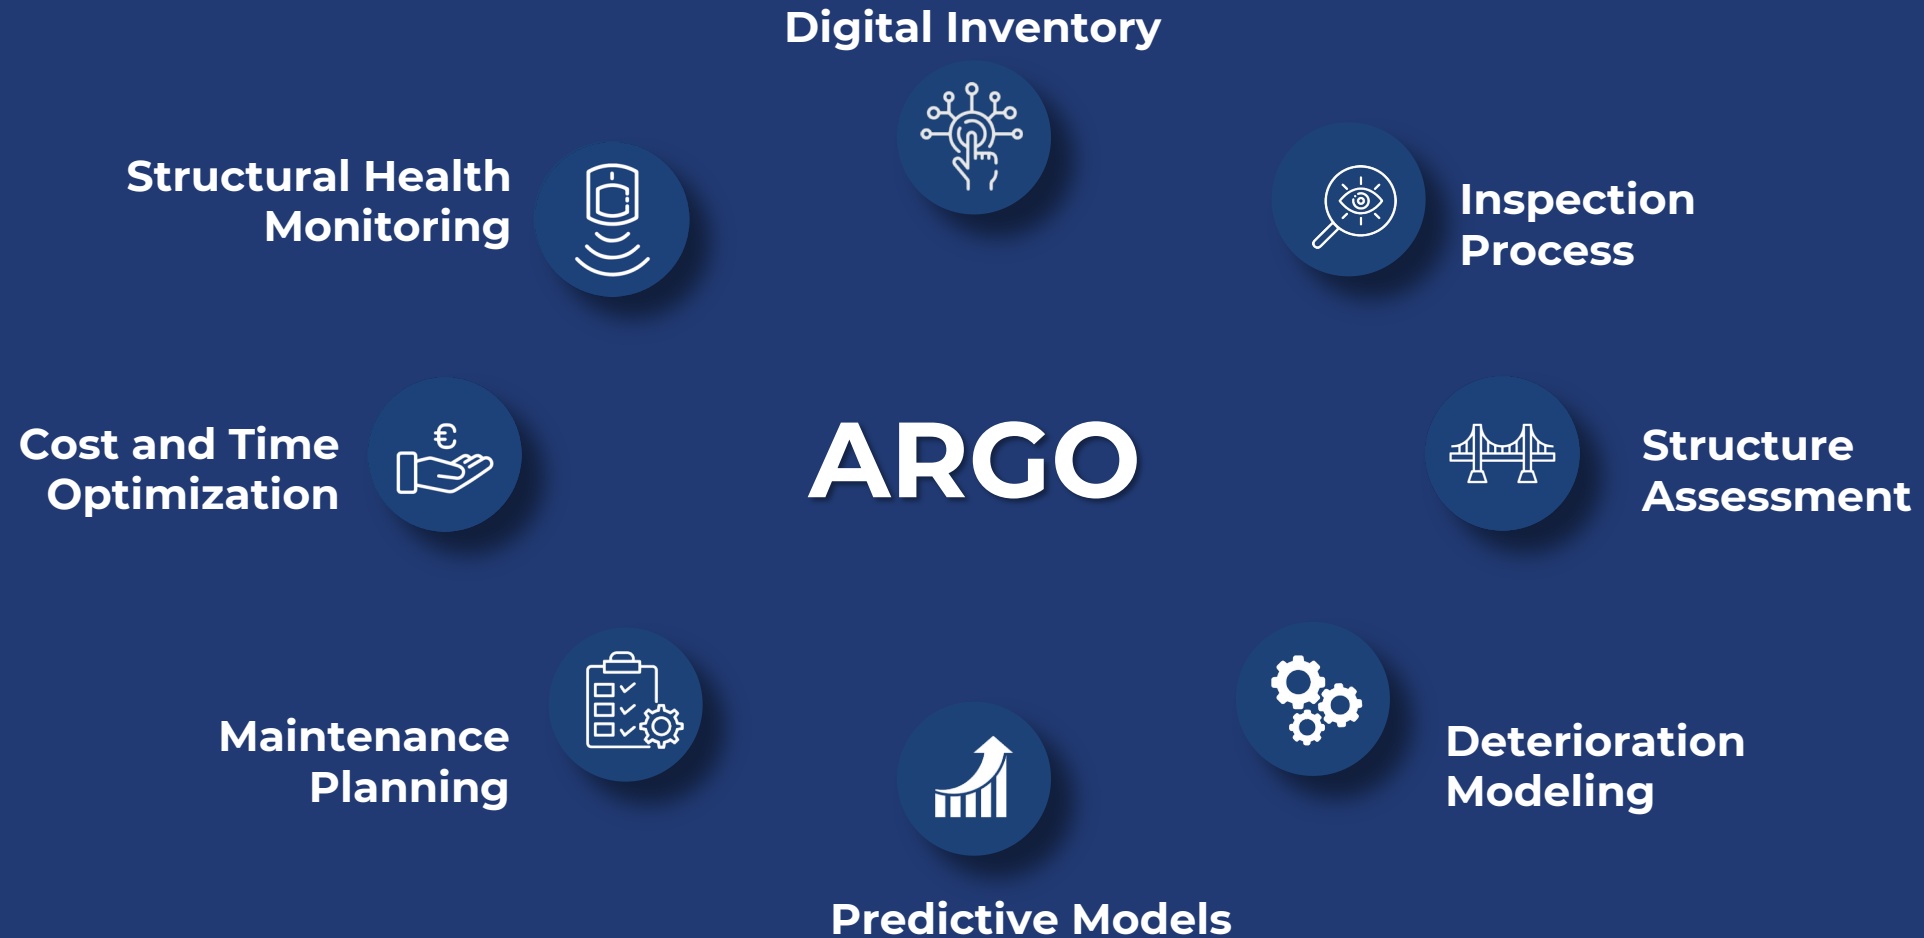 Digital Inventory
Structural Health
Monitoring
Inspection
Process
€
Cost and Time
Optimization
ARGO
Structure
Assessment
Maintenance
Planning
Deterioration
Modeling
Predictive Models